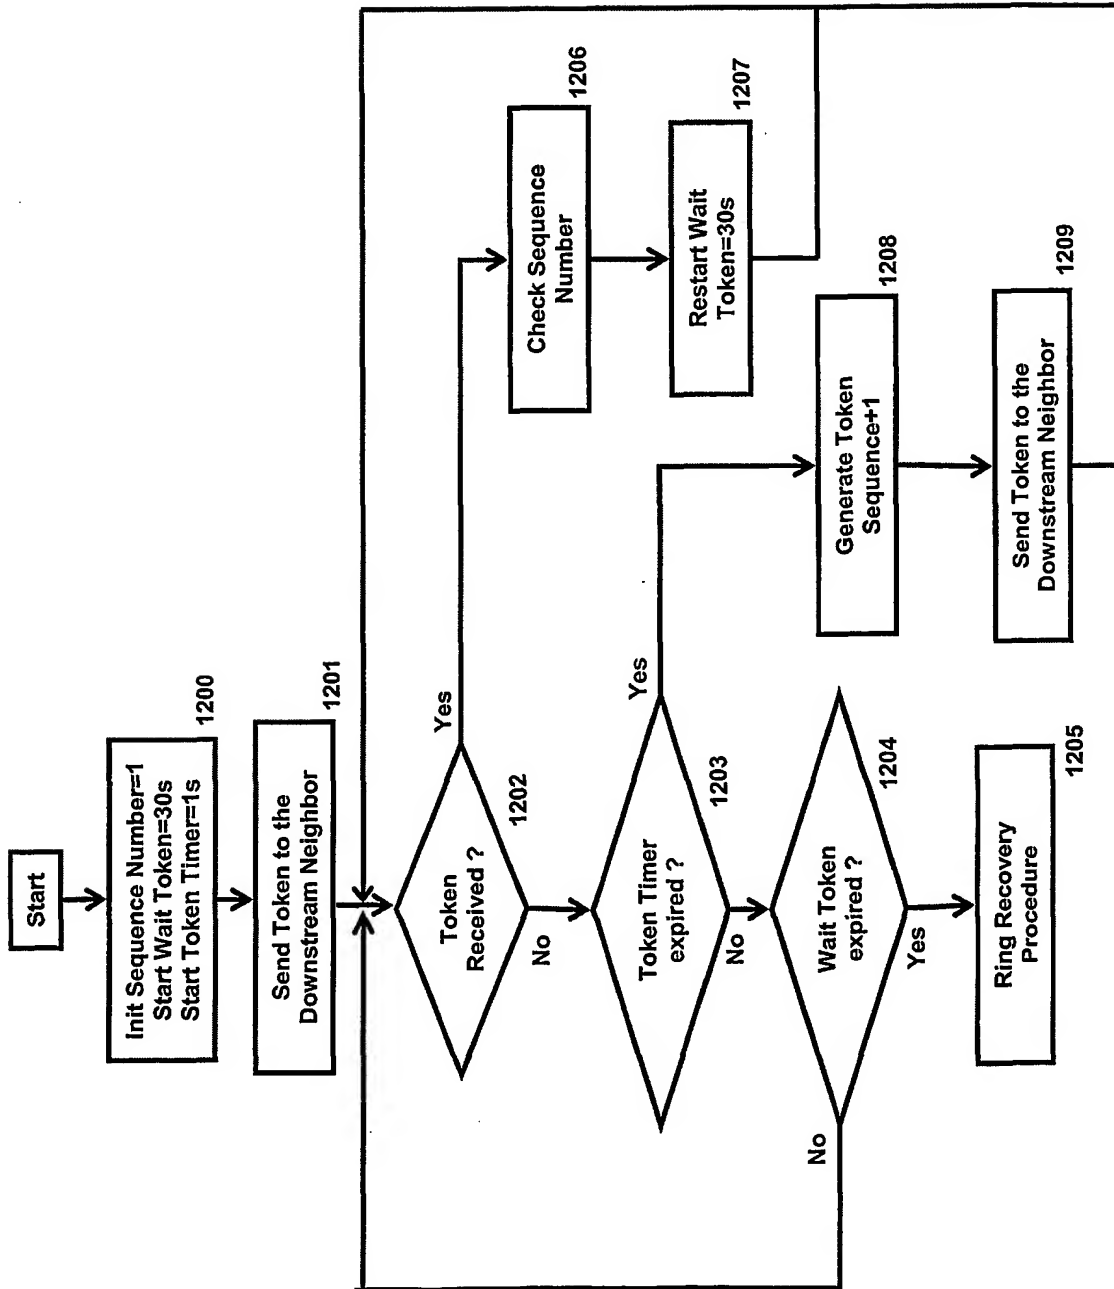 Start
Init Sequence Number=1
Start Wait Token=30s
Start Token Timer=1s
1200
Send Token to the
Downstream Neighbor
1201
Token
Received ?
1202
Yes
No
Check Sequence
Number
1206
Restart Wait
Token=30s
1207
Token Timer
expired ?
1203
Yes
No
Generate Token
Sequence+1
1208
Send Token to the
Downstream Neighbor
1209
Wait Token
expired ?
1204
No
Yes
Ring Recovery
Procedure
1205